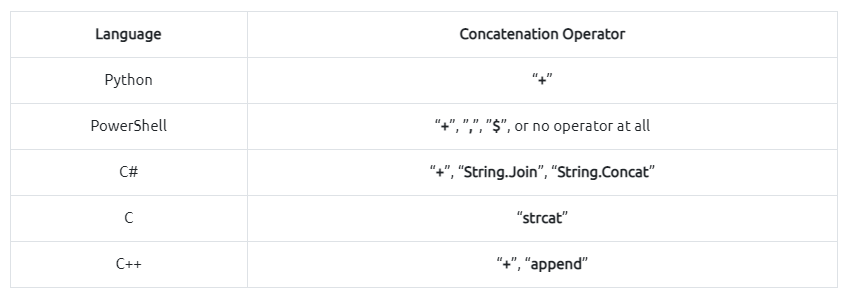 Language Concatenation Operator
Python “+”
PowerShell “+”, ”,”, ”$”, or no operator at all
C# “+”, “String.Join”, “String.Concat”
C “strcat”
C++ “+”, “append”